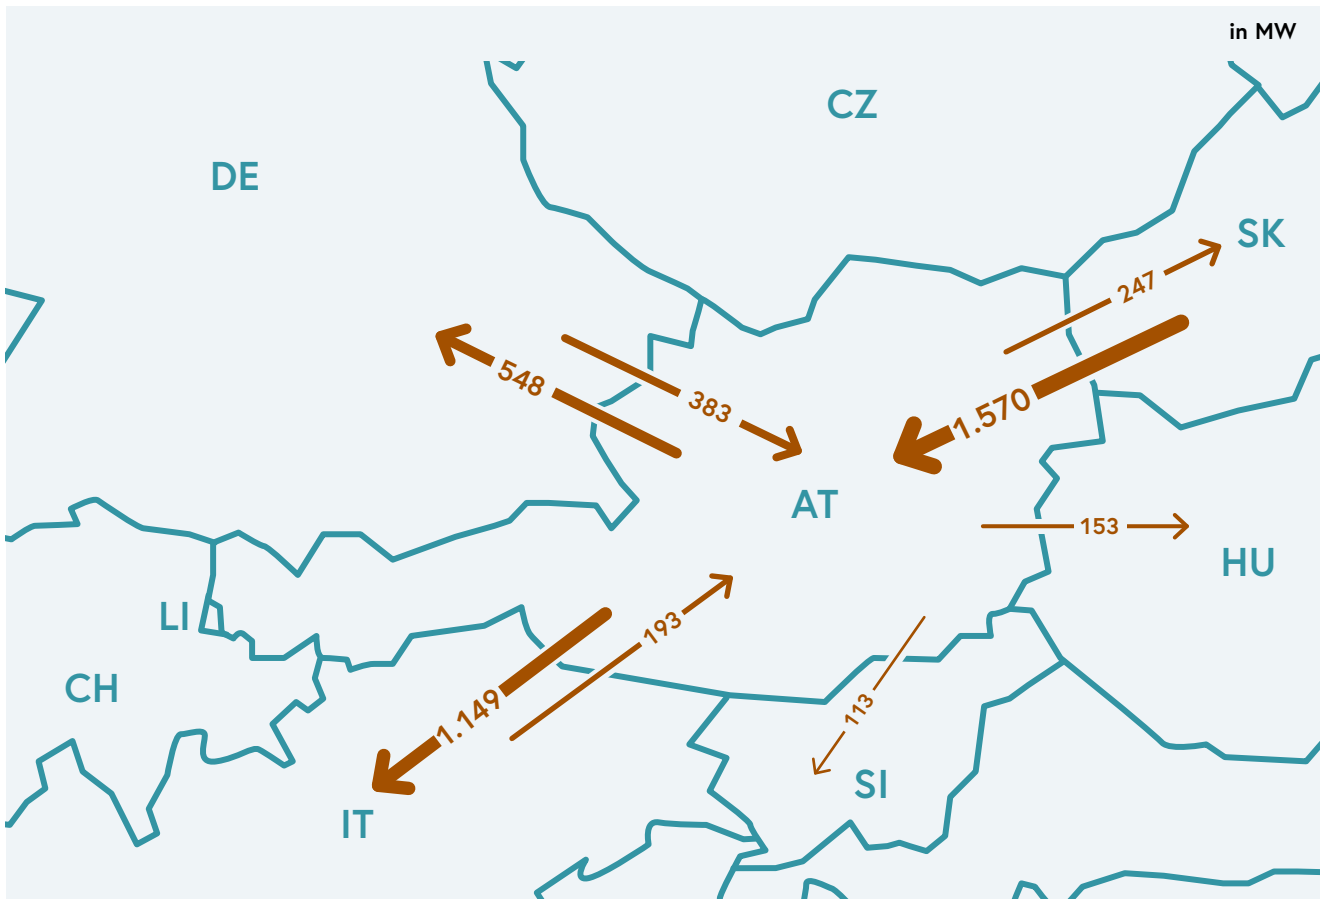 in MW
CZ
DE
SK
247
548
383
1.570
AT
153
HU
LI
193
CH
1.149
113
SI
IT